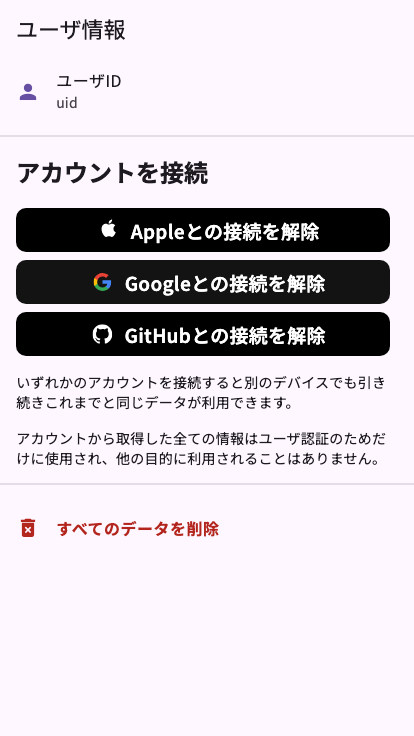 ユーザ情報
ユーザID
uid
アカウントを接続
Appleとの接続を解除
Googleとの接続を解除
GitHubとの接続を解除
いずれかのアカウントを接続すると別のデバイスでも引き
続きこれまでと同じデータが利用できます。
アカウントから取得した全ての情報はユーザ認証のためだ
けに使用され、他の目的に利用されることはありません。
すべてのデータを削除